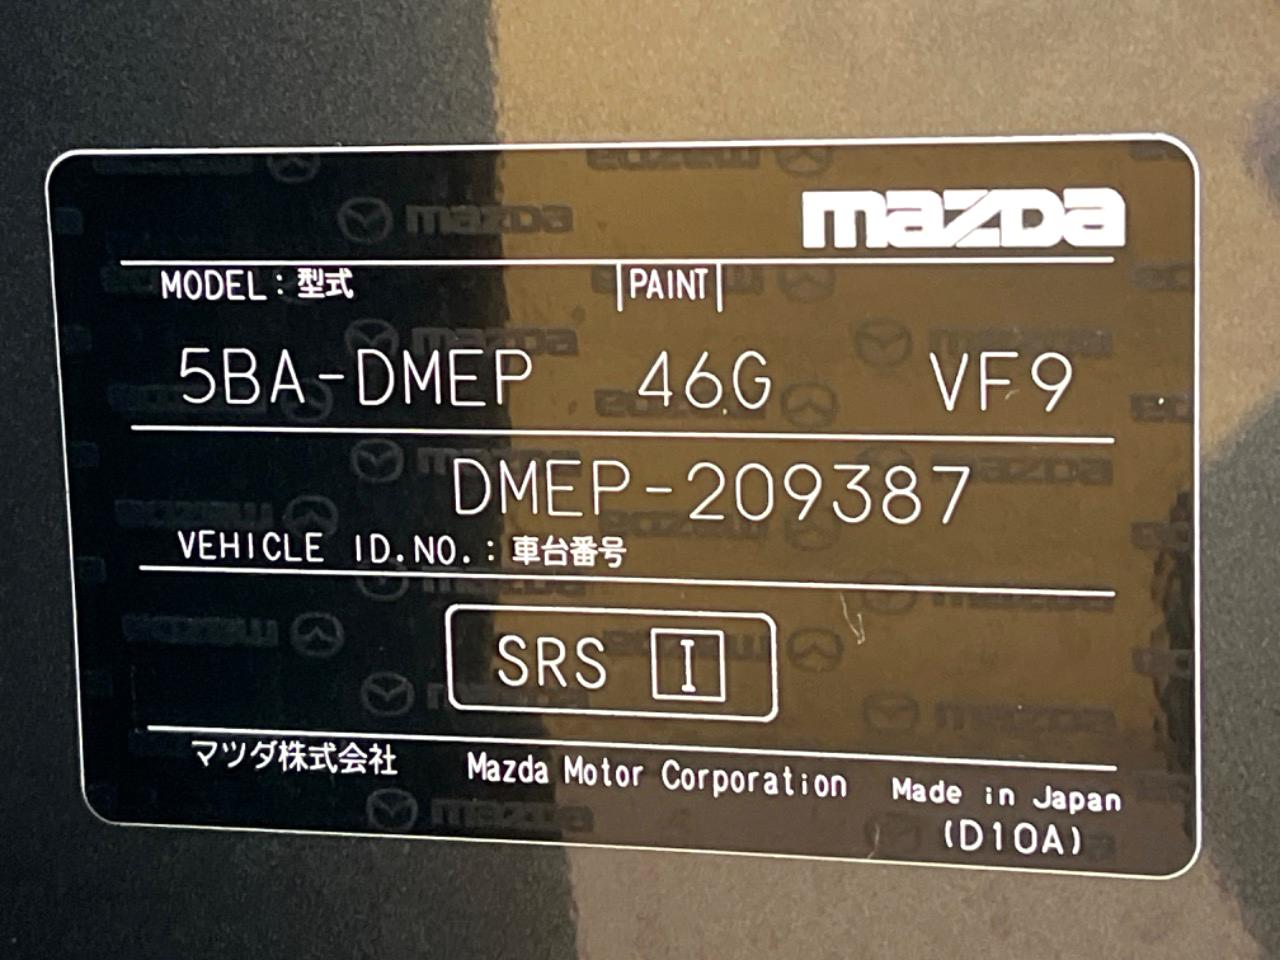 mazda
MODEL : 型式 PAINT
5BA-DMEP 46G VF9
DMEP-209387
VEHICLE ID.NO. : 車台番号
SRS I
マツダ株式会社 Mazda Motor Corporation Made in Japan
(D10A)